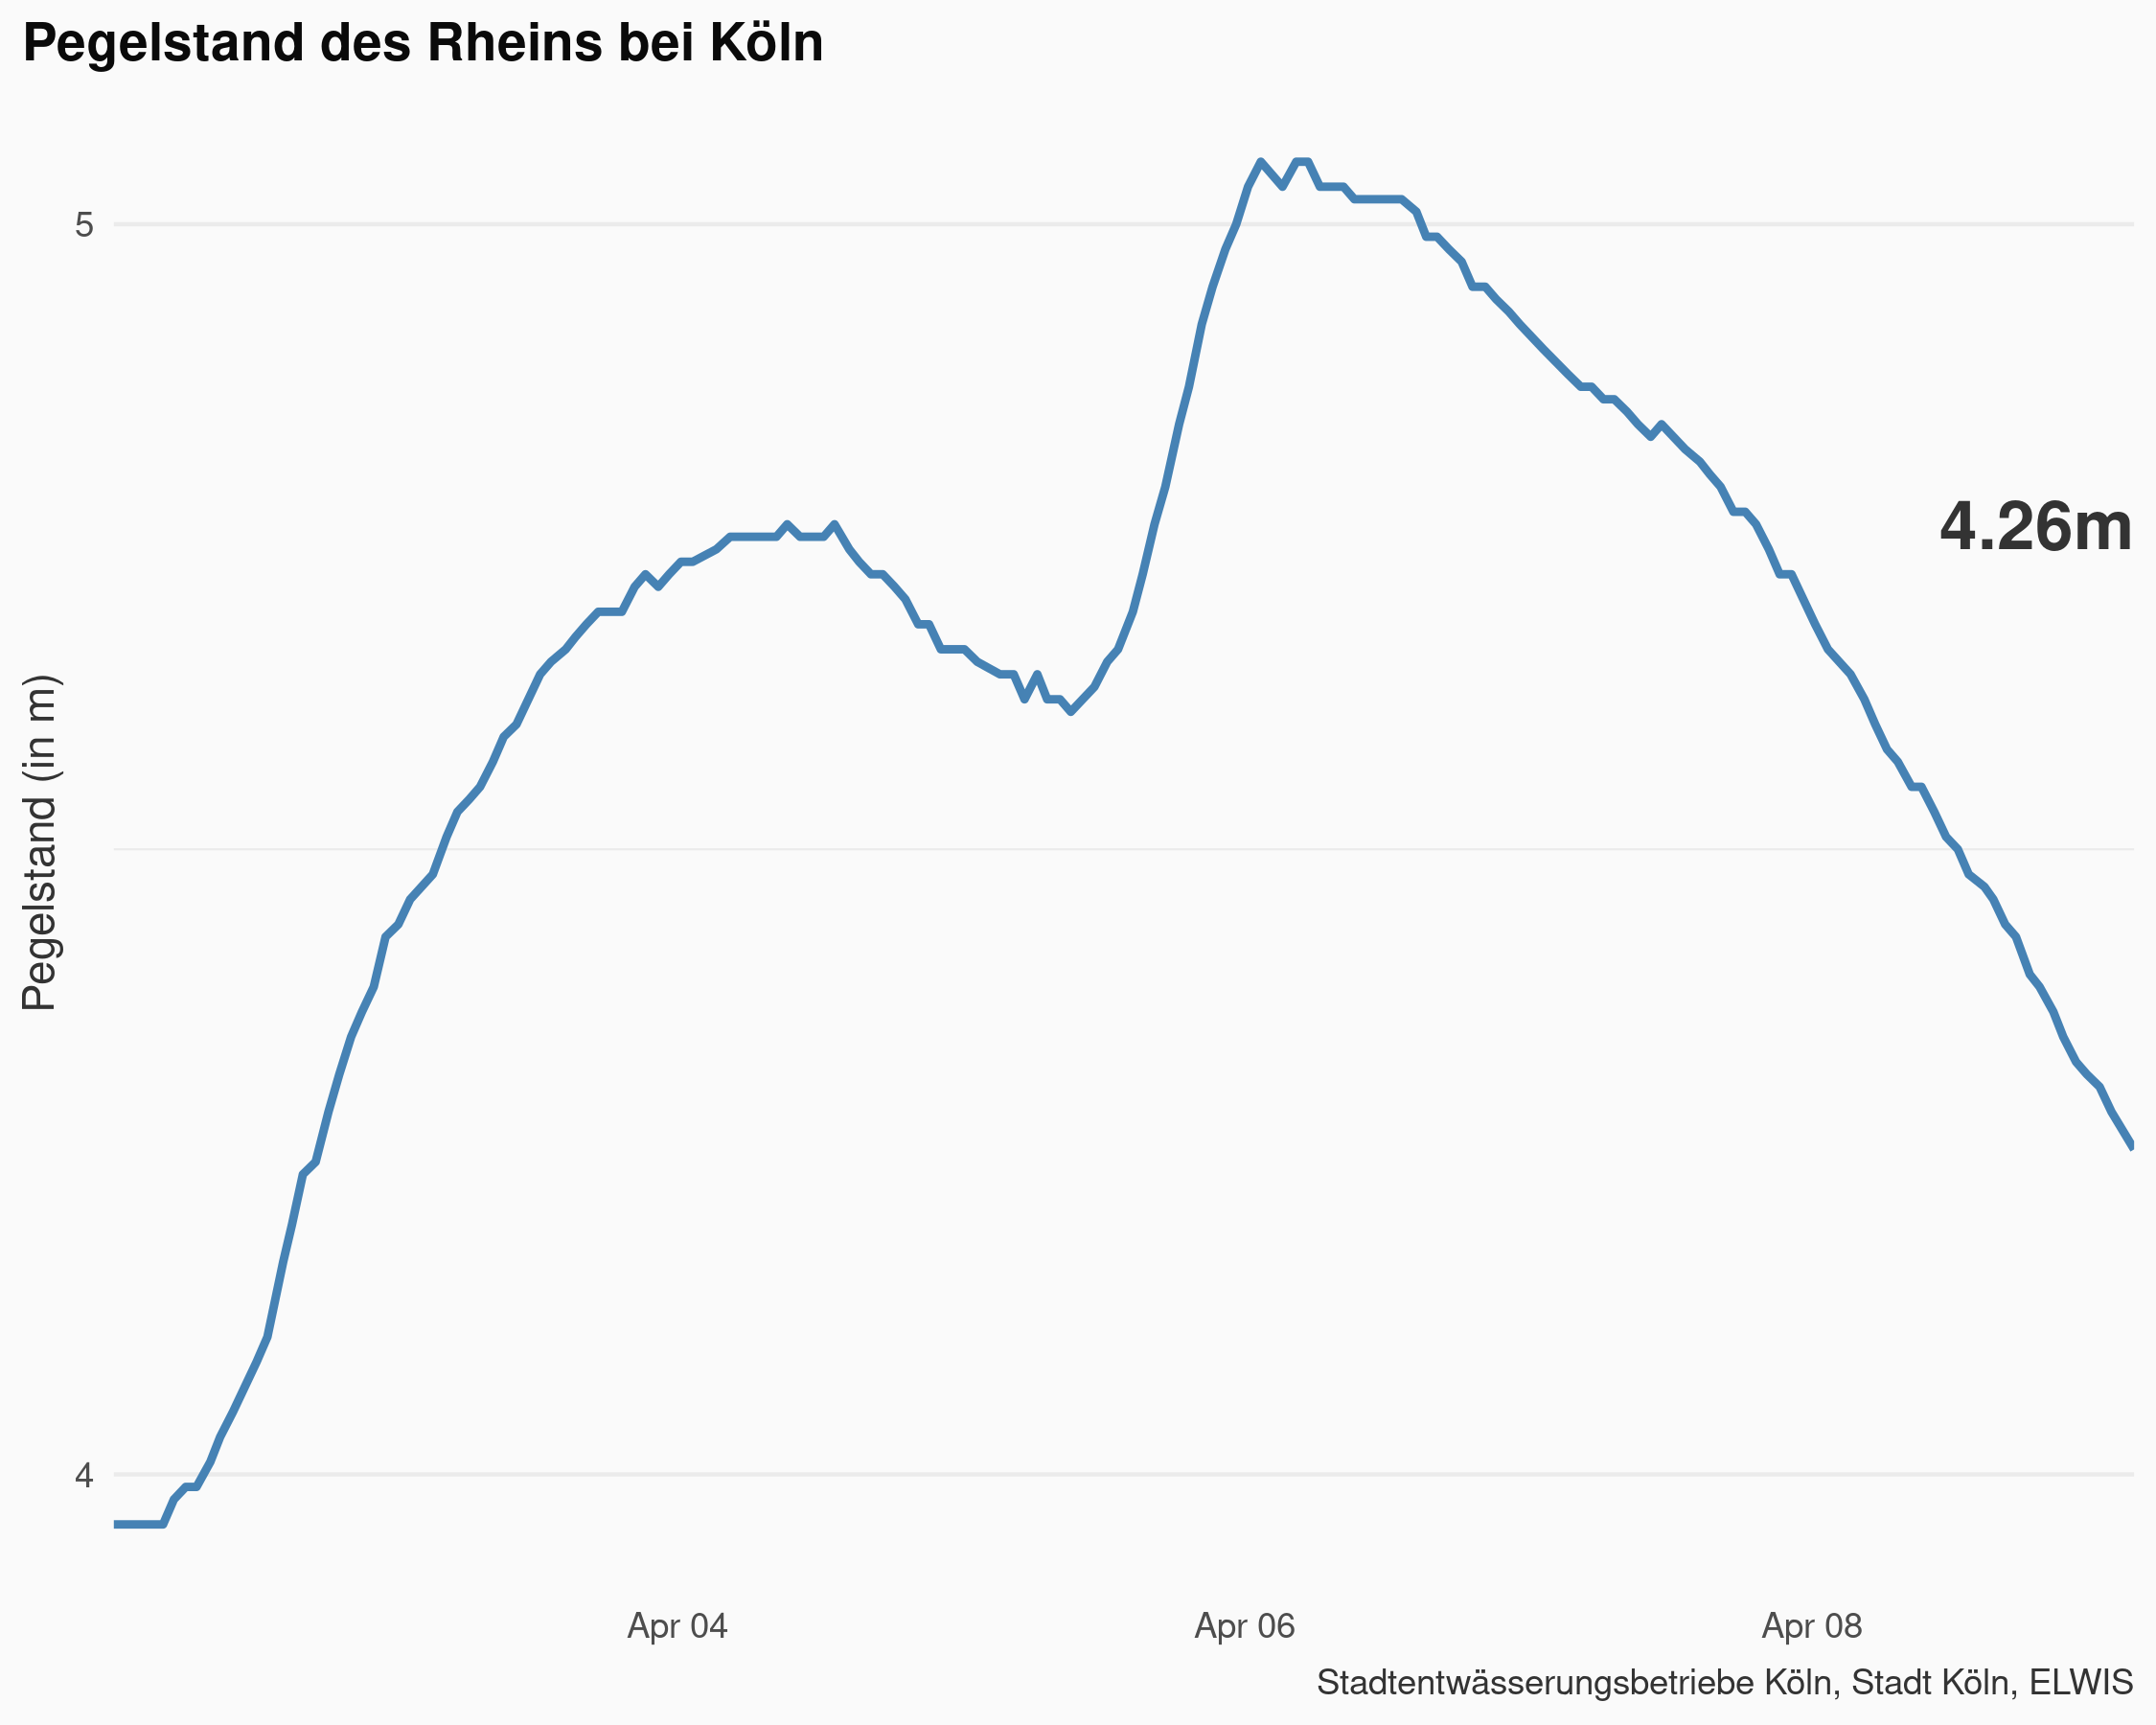 Pegelstand des Rheins bei Köln
5
4.26m
Pegelstand (in m)
4
Apr 04
Apr 06
Apr 08
Stadtentwässerungsbetriebe Köln, Stadt Köln, ELWIS